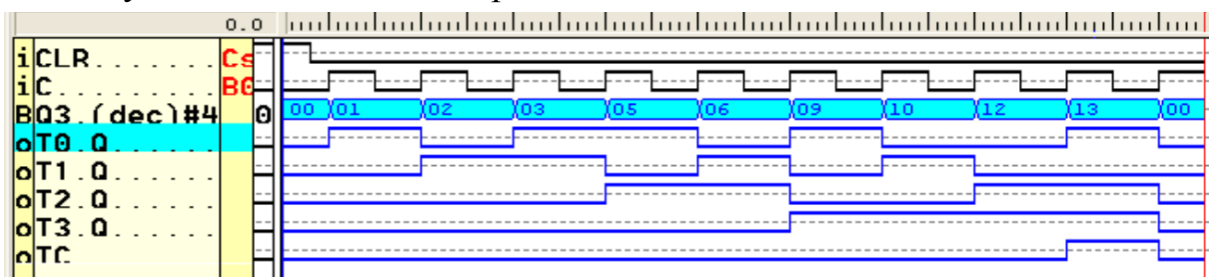 0.0
iCLR....... Cs
iC......... B0
BQ3.(dec)#4 0 00 01 02 03 05 06 09 10 12 13 00
oT0.Q......
oT1.Q......
oT2.Q......
oT3.Q......
oTC